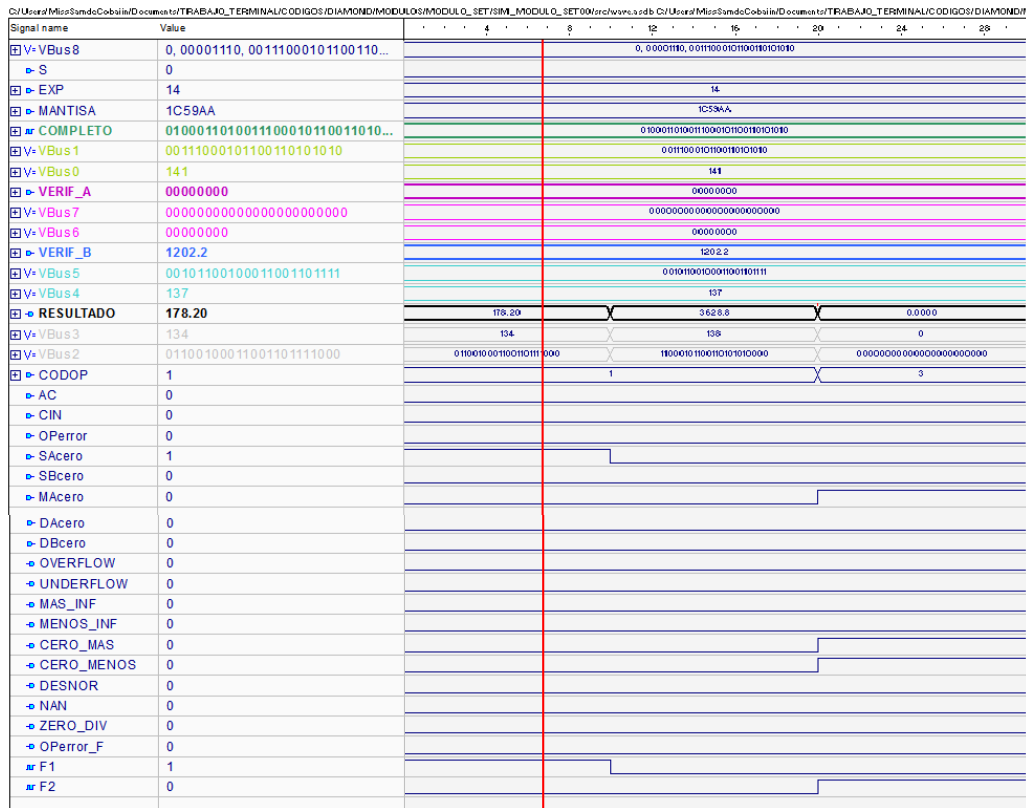 C:/Users/MissSamdeCobaiin/Documents/TRABAJO_TERMINAL/CODIGOS/DIAMOND/MODULOS/MODULO_SET/SIM_MODULO_SET00/src/wave.asdb C:/Users/MissSamdeCobaiin/Documents/TRABAJO_TERMINAL/CODIGOS/DIAMOND/
Signal name Value 4 8 12 16 20 24 28
V= VBus8 0, 00001110, 00111000101100110... 0, 00001110, 00111000101100110101010
S 0
EXP 14 14
MANTISA 1C59AA 1C59AA
COMPLETO 010001101001110001011001101 0... 01000110100111000101100110101010
V= VBus1 00111000101100110101010 00111000101100110101010
V= VBus0 141 141
VERIF_A 00000000 00000000
V= VBus7 00000000000000000000000 00000000000000000000000
V= VBus6 00000000 00000000
VERIF_B 1202.2 1202.2
V= VBus5 00101100100011001101111 00101100100011001101111
V= VBus4 137 137
RESULTADO 178.20 178.20 3628.8 0.0000
V= VBus3 134 134 138 0
V= VBus2 01100100011001101111000 01100100011001101111000 11000101100110101010000 00000000000000000000000
CODOP 1 1 3
AC 0
CIN 0
OPerror 0
SAcero 1
SBcero 0
MAcero 0
DAcero 0
DBcero 0
OVERFLOW 0
UNDERFLOW 0
MAS_INF 0
MENOS_INF 0
CERO_MAS 0
CERO_MENOS 0
DESNOR 0
NAN 0
ZERO_DIV 0
OPerror_F 0
F1 1
F2 0